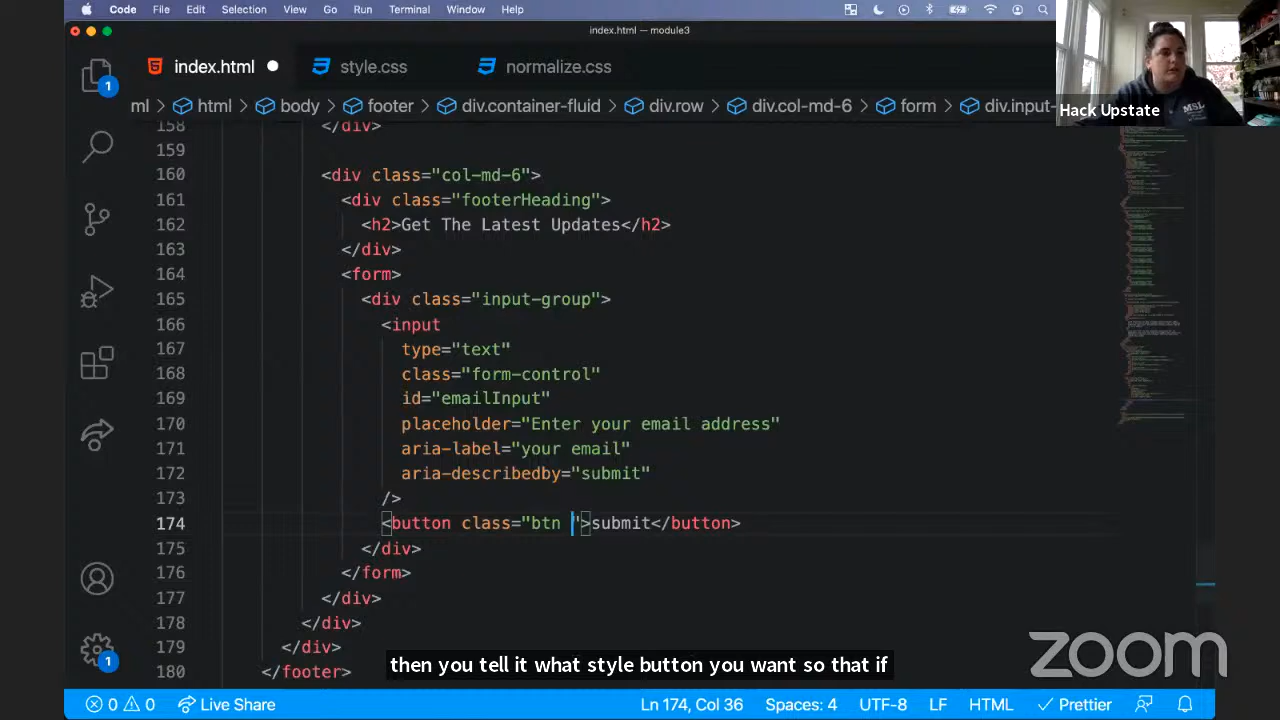 Code File Edit Selection View Go Run Terminal Window Help
index.html — module3
index.html style.css normalize.css
Hack Upstate
MSL
1
ml > html > body > footer > div.container-fluid > div.row > div.col-md-6 > form > div.input-
158 </div>
159
160 <div class="col-md-6">
161 <div class="footerHeading">
162 <h2>Get The Latest Updates</h2>
163 </div>
164 <form>
165 <div class="input-group">
166 <input
167 type="text"
168 class="form-control"
169 id="emailInput"
170 placeholder="Enter your email address"
171 aria-label="your email"
172 aria-describedby="submit"
173 />
174 <button class="btn ">submit</button>
175 </div>
176 </form>
177 </div>
178 </div>
179 </div>
180 </footer>
1
then you tell it what style button you want so that if
zoom
0 0 Live Share Ln 174, Col 36 Spaces: 4 UTF-8 LF HTML Prettier